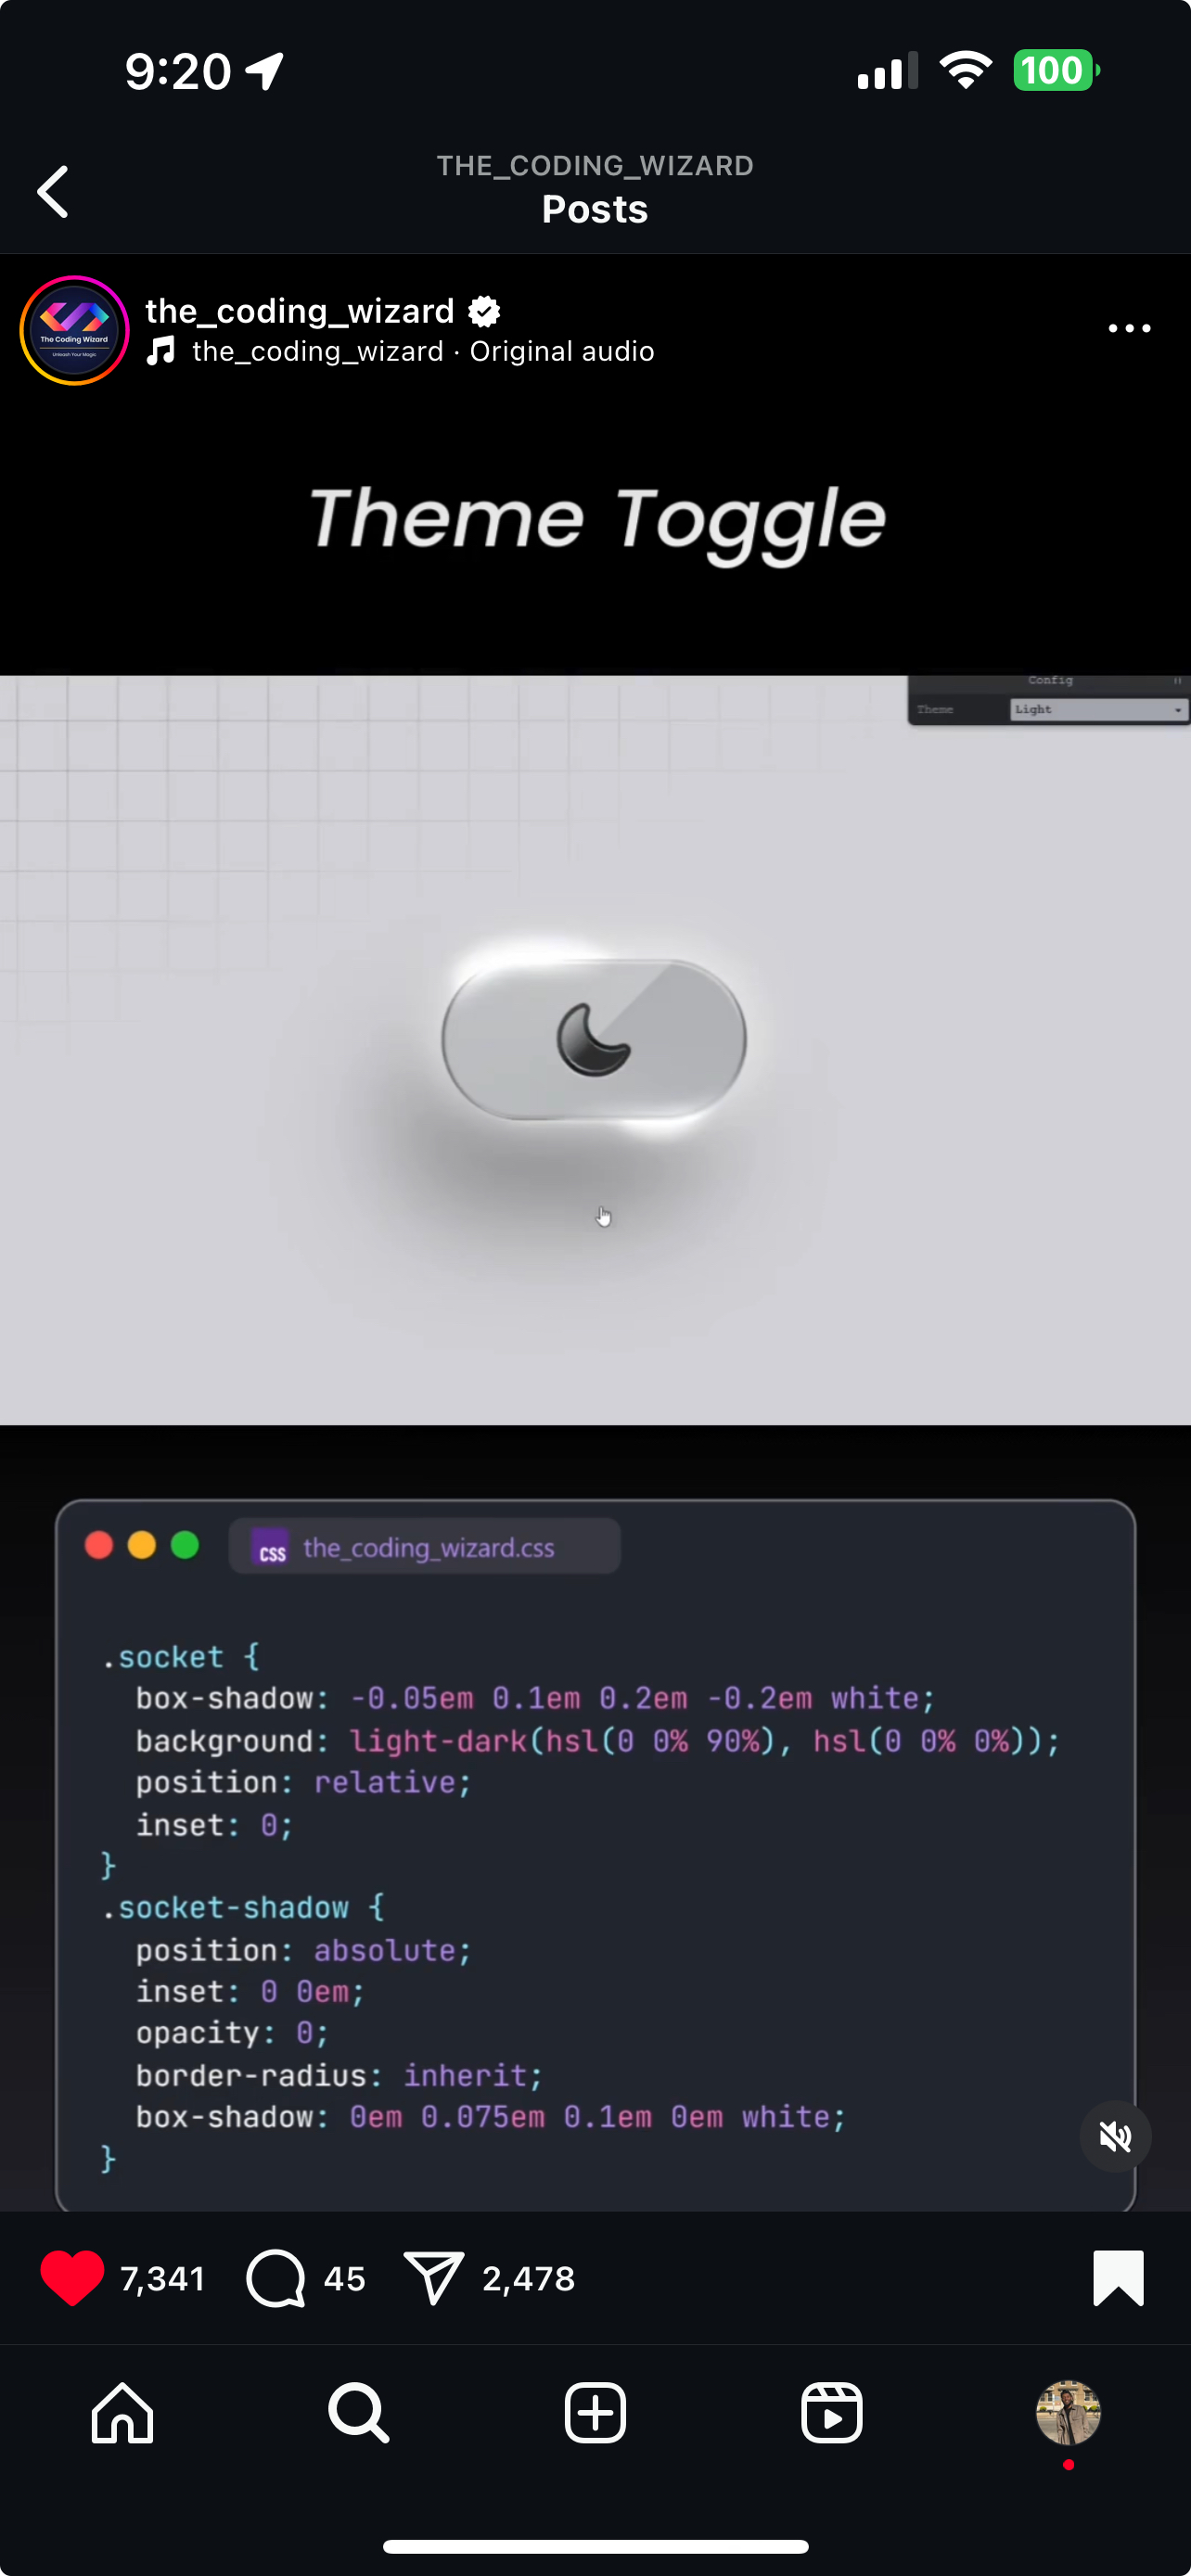 9:20
100
THE_CODING_WIZARD
Posts
The Coding Wizard
Unleash Your Magic
the_coding_wizard
the_coding_wizard · Original audio
Theme Toggle
Config
Theme Light
CSS the_coding_wizard.css
.socket {
  box-shadow: -0.05em 0.1em 0.2em -0.2em white;
  background: light-dark(hsl(0 0% 90%), hsl(0 0% 0%));
  position: relative;
  inset: 0;
}
.socket-shadow {
  position: absolute;
  inset: 0 0em;
  opacity: 0;
  border-radius: inherit;
  box-shadow: 0em 0.075em 0.1em 0em white;
}
7,341 45 2,478